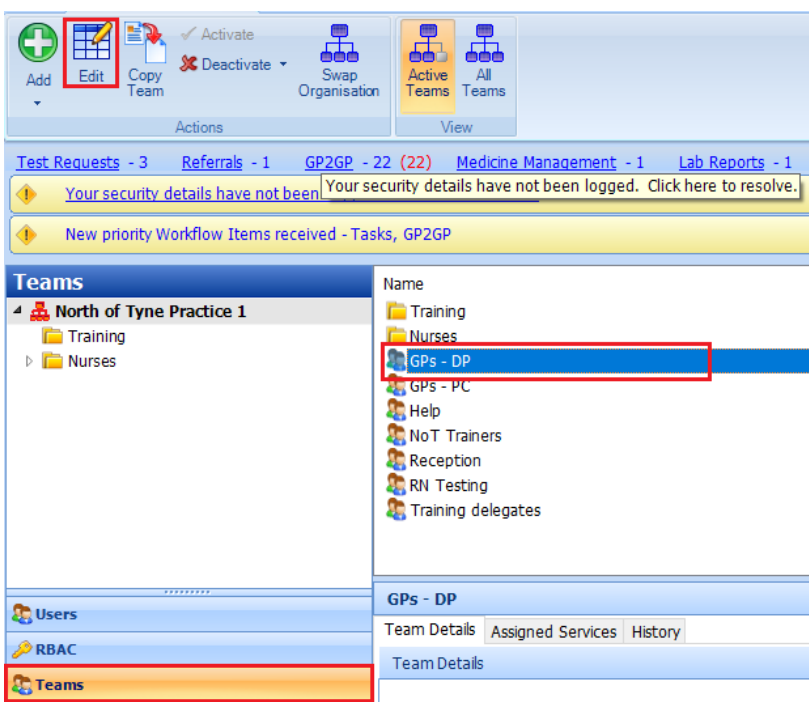 Add
Edit
Copy Team
Activate
Deactivate
Swap Organisation
Actions
Active Teams
All Teams
View
Test Requests - 3 Referrals - 1 GP2GP - 22 (22) Medicine Management - 1 Lab Reports - 1
Your security details have not been
Your security details have not been logged. Click here to resolve.
New priority Workflow Items received - Tasks, GP2GP
Teams
North of Tyne Practice 1
Training
Nurses
Name
Training
Nurses
GPs - DP
GPs - PC
Help
NoT Trainers
Reception
RN Testing
Training delegates
Users
RBAC
Teams
GPs - DP
Team Details Assigned Services History
Team Details